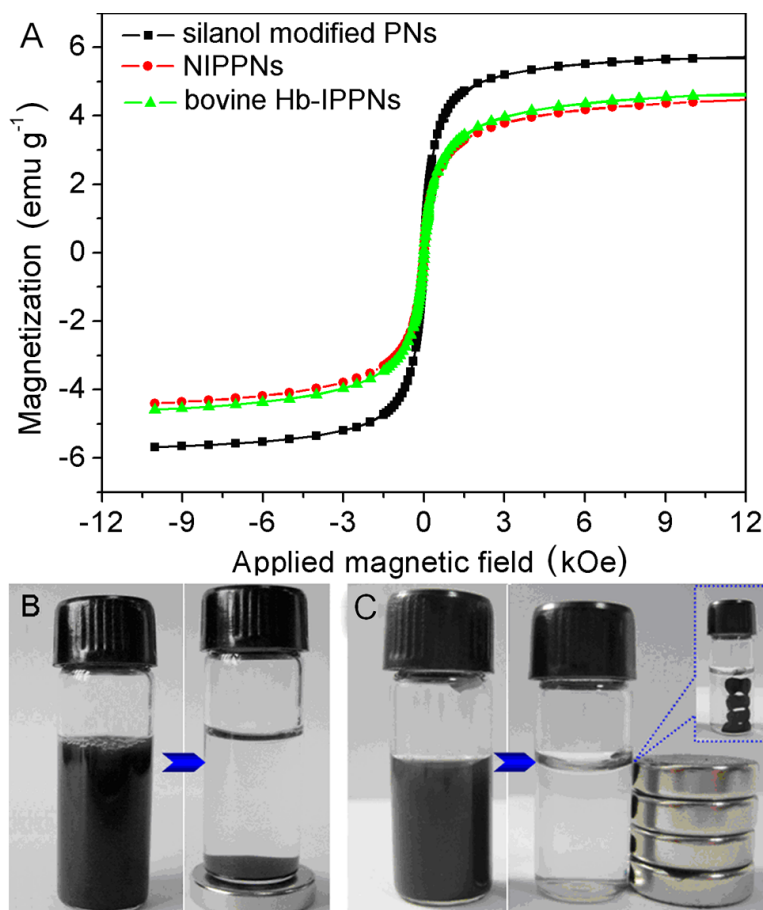 A
silanol modified PNs
NIPPNs
bovine Hb-IPPNs
Magnetization (emu g⁻¹)
6
4
2
0
-2
-4
-6
-12 -9 -6 -3 0 3 6 9 12
Applied magnetic field (kOe)
B
C